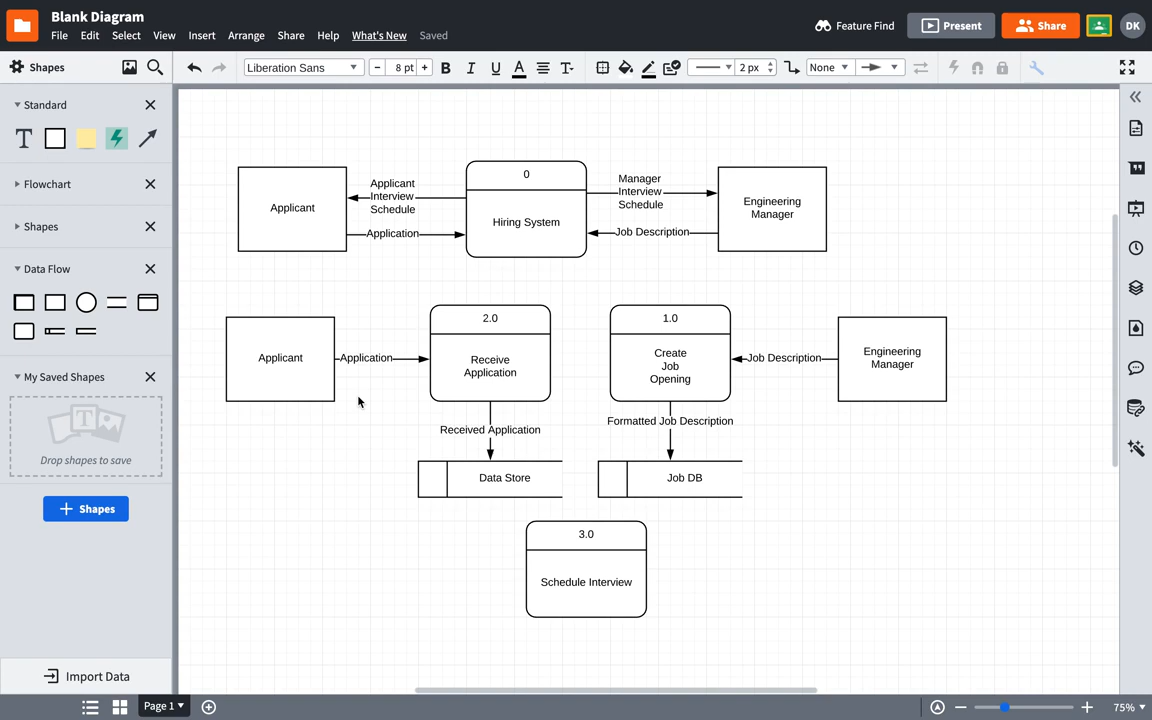 Blank Diagram
File Edit Select View Insert Arrange Share Help What's New Saved
Feature Find
Present
Share
DK
Shapes
Liberation Sans
8 pt
B I U A T
2 px
None
Standard
T
Flowchart
Shapes
Data Flow
My Saved Shapes
T
Drop shapes to save
+ Shapes
Import Data
Applicant
Applicant
Interview
Schedule
Application
0
Hiring System
Manager
Interview
Schedule
Job Description
Engineering
Manager
Applicant
Application
2.0
Receive
Application
1.0
Create
Job
Opening
Job Description
Engineering
Manager
Received Application
Formatted Job Description
Data Store
Job DB
3.0
Schedule Interview
Page 1
75%